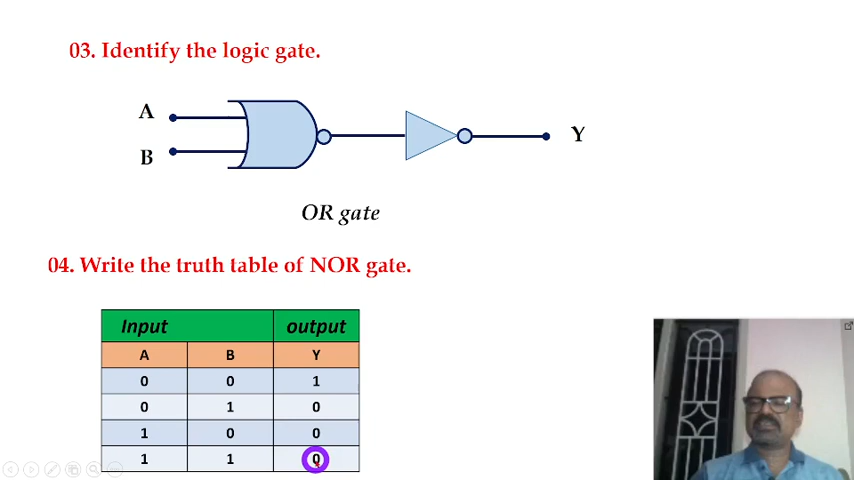 03. Identify the logic gate.
A
B
Y
OR gate
04. Write the truth table of NOR gate.
Input output
A B Y
0 0 1
0 1 0
1 0 0
1 1 0